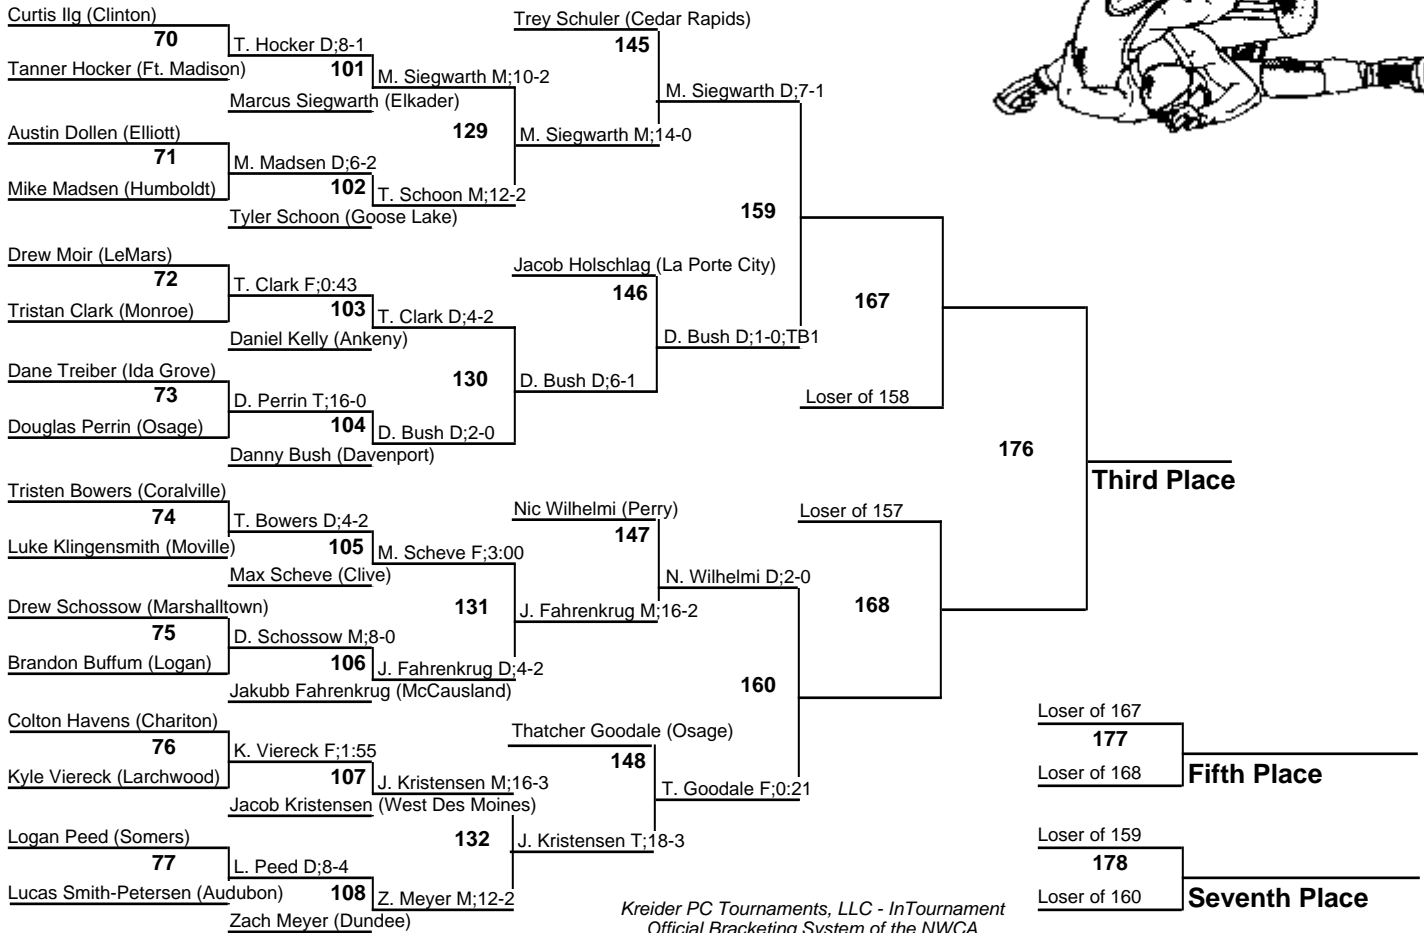 Curtis Ilg (Clinton)
70
Tanner Hocker (Ft. Madison)
T. Hocker D;8-1
101
Marcus Siegwarth (Elkader)
M. Siegwarth M;10-2
Austin Dollen (Elliott)
71
Mike Madsen (Humboldt)
M. Madsen D;6-2
102
Tyler Schoon (Goose Lake)
T. Schoon M;12-2
129
M. Siegwarth M;14-0
Trey Schuler (Cedar Rapids)
145
M. Siegwarth D;7-1
Drew Moir (LeMars)
72
Tristan Clark (Monroe)
T. Clark F;0:43
103
Daniel Kelly (Ankeny)
T. Clark D;4-2
Dane Treiber (Ida Grove)
73
Douglas Perrin (Osage)
D. Perrin T;16-0
104
Danny Bush (Davenport)
D. Bush D;2-0
130
D. Bush D;6-1
Jacob Holschlag (La Porte City)
146
D. Bush D;1-0;TB1
159
Loser of 158
167
Tristen Bowers (Coralville)
74
Luke Klingensmith (Moville)
T. Bowers D;4-2
105
Max Scheve (Clive)
M. Scheve F;3:00
Drew Schossow (Marshalltown)
75
Brandon Buffum (Logan)
D. Schossow M;8-0
106
Jakubb Fahrenkrug (McCausland)
J. Fahrenkrug D;4-2
131
J. Fahrenkrug M;16-2
Nic Wilhelmi (Perry)
147
N. Wilhelmi D;2-0
Colton Havens (Chariton)
76
Kyle Viereck (Larchwood)
K. Viereck F;1:55
107
Jacob Kristensen (West Des Moines)
J. Kristensen M;16-3
Logan Peed (Somers)
77
Lucas Smith-Petersen (Audubon)
L. Peed D;8-4
108
Zach Meyer (Dundee)
Z. Meyer M;12-2
132
J. Kristensen T;18-3
Thatcher Goodale (Osage)
148
T. Goodale F;0:21
160
Loser of 157
168
176
Third Place
Loser of 167
177
Loser of 168
Fifth Place
Loser of 159
178
Loser of 160
Seventh Place
Kreider PC Tournaments, LLC - InTournament
Official Bracketing System of the NWCA